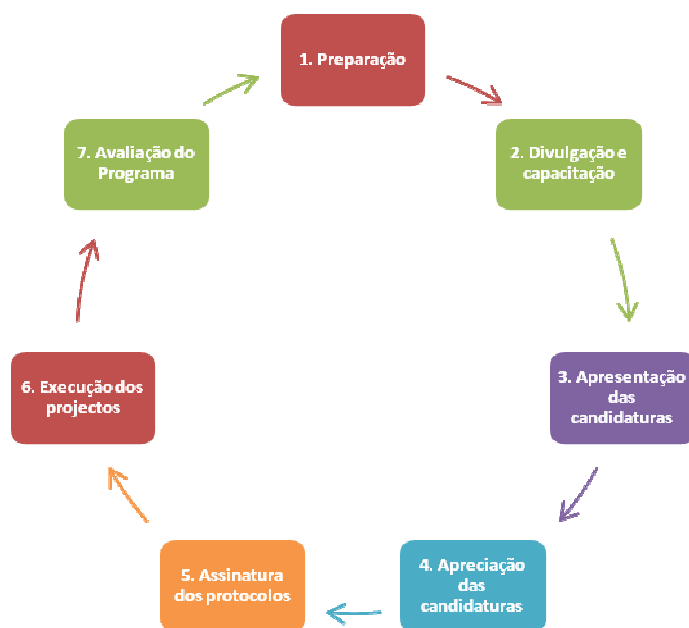 1. Preparação
2. Divulgação e
capacitação
3. Apresentação
das
candidaturas
4. Apreciação
das
candidaturas
5. Assinatura
dos protocolos
6. Execução dos
projectos
7. Avaliação do
Programa